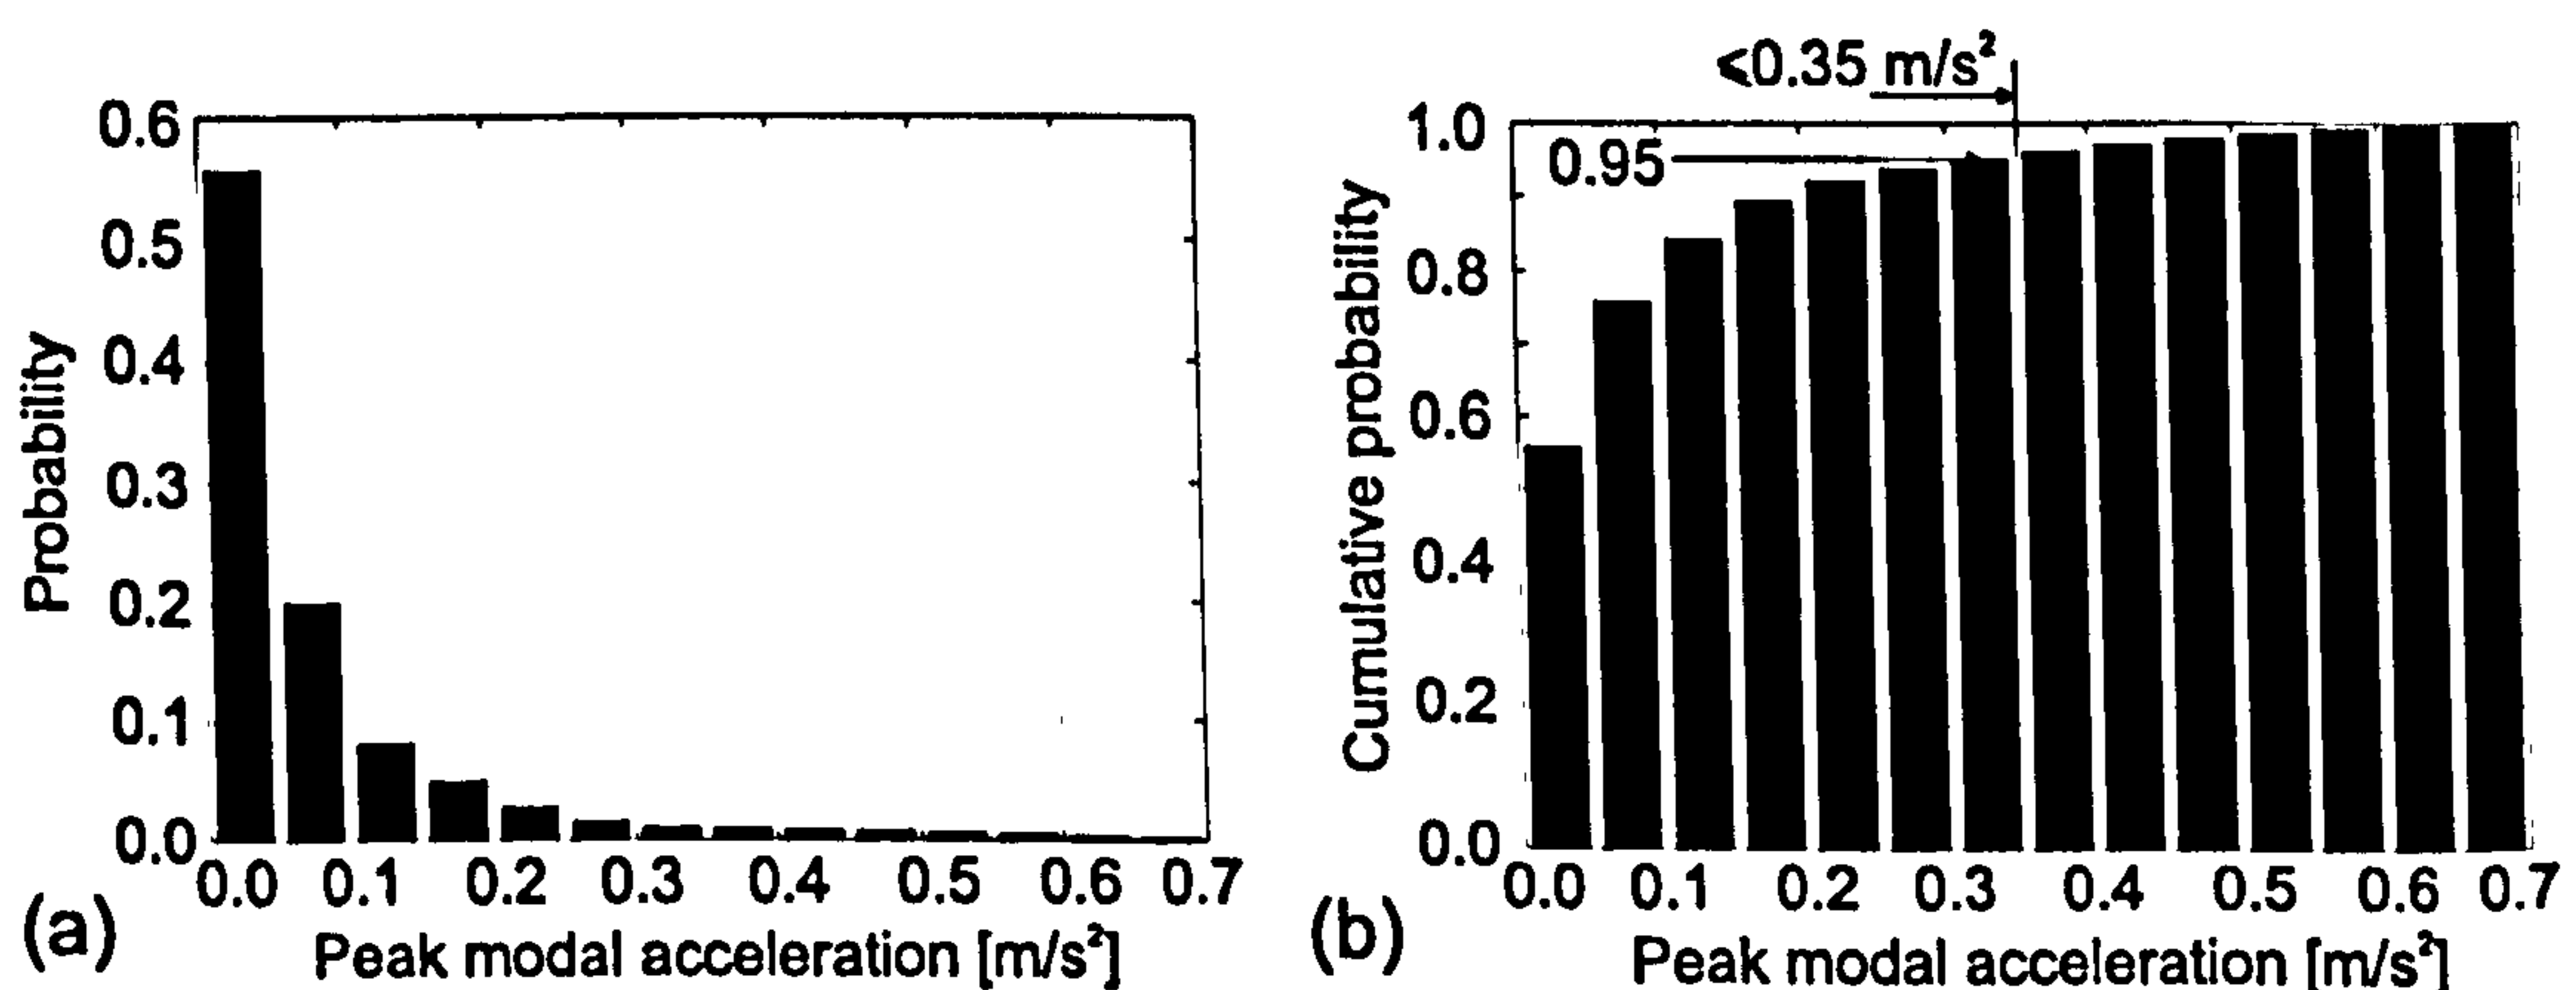 <0.35 m/s²
0.6
0.5
0.4
0.3
0.2
0.1
0.0
Probability
0.0 0.1 0.2 0.3 0.4 0.5 0.6 0.7
(a)
Peak modal acceleration [m/s²]
1.0
0.95
0.8
0.6
0.4
0.2
0.0
Cumulative probability
0.0 0.1 0.2 0.3 0.4 0.5 0.6 0.7
(b)
Peak modal acceleration [m/s²]